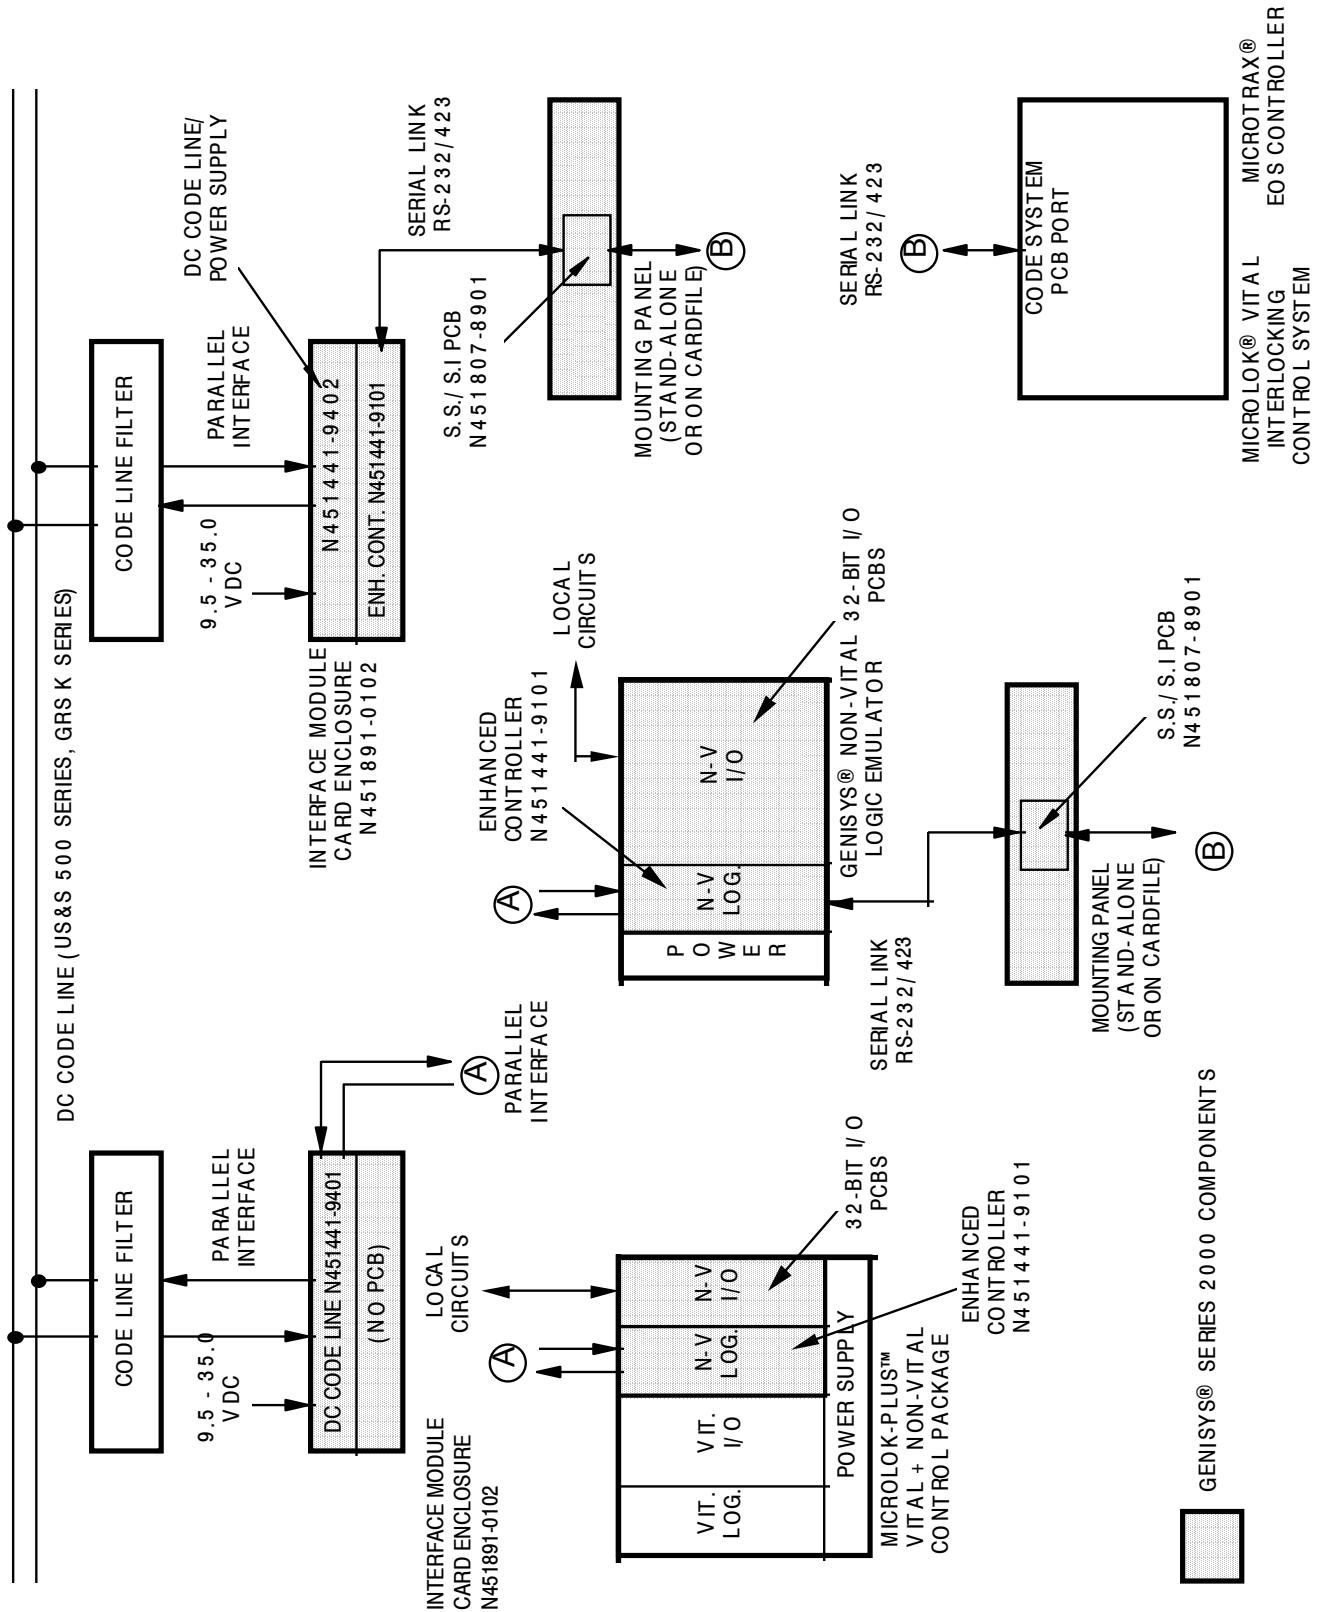 DC CODE LINE (US&S 500 SERIES, GRS K SERIES)
CODE LINE FILTER
9.5 - 35.0
V DC
PARALLEL
INTERFACE
DC CODE LINE N451441-9401
(NO PCB)
INTERFACE MODULE
CARD ENCLOSURE
N451891-0102
A
PARALLEL
INTERFACE
LOCAL
CIRCUITS
A
VIT.
LOG.
VIT.
I/O
N-V
LOG.
N-V
I/O
POWER SUPPLY
32-BIT I/O
PCBS
ENHANCED
CONTROLLER
N451441-9101
MICROLOK-PLUS™
VITAL + NON-VITAL
CONTROL PACKAGE
GENISYS® SERIES 2000 COMPONENTS
CODE LINE FILTER
9.5 - 35.0
V DC
PARALLEL
INTERFACE
DC CODE LINE/
POWER SUPPLY
N451441-9402
ENH. CONT. N451441-9101
INTERFACE MODULE
CARD ENCLOSURE
N451891-0102
SERIAL LINK
RS-232/423
S.S./S.I PCB
N451807-8901
MOUNTING PANEL
(STAND-ALONE
OR ON CARDFILE)
B
A
ENHANCED
CONTROLLER
N451441-9101
LOCAL
CIRCUITS
POWER
N-V
LOG.
N-V
I/O
GENISYS® NON-VITAL
LOGIC EMULATOR
32-BIT I/O
PCBS
SERIAL LINK
RS-232/423
MOUNTING PANEL
(STAND-ALONE
OR ON CARDFILE)
S.S./S.I PCB
N451807-8901
B
SERIAL LINK
RS-232/423
B
CODE SYSTEM
PCB PORT
MICROLOK® VITAL
INTERLOCKING
CONTROL SYSTEM
MICROTRAX®
EOS CONTROLLER